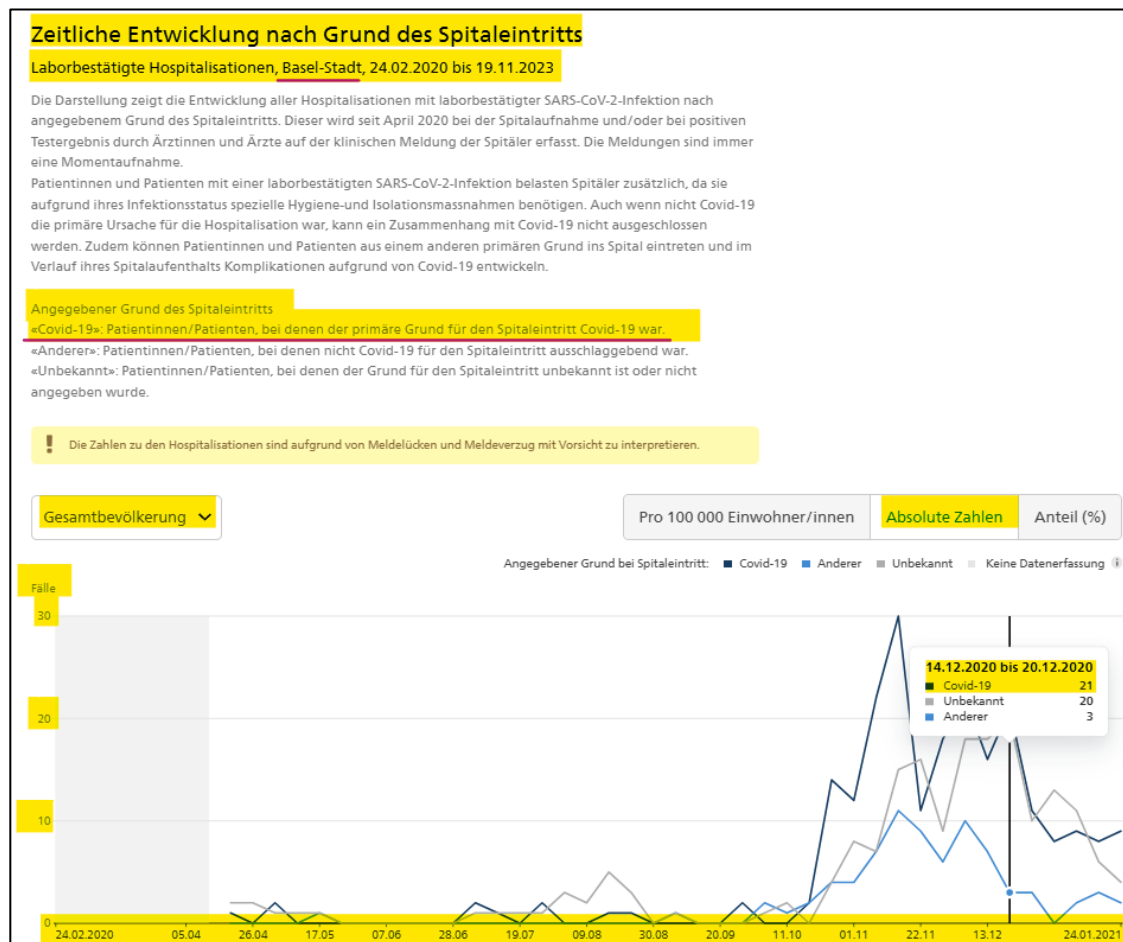 Zeitliche Entwicklung nach Grund des Spitaleintritts
Laborbestätigte Hospitalisationen, Basel-Stadt, 24.02.2020 bis 19.11.2023
Die Darstellung zeigt die Entwicklung aller Hospitalisationen mit laborbestätigter SARS-CoV-2-Infektion nach
angegebenem Grund des Spitaleintritts. Dieser wird seit April 2020 bei der Spitalaufnahme und/oder bei positiven
Testergebnis durch Ärztinnen und Ärzte auf der klinischen Meldung der Spitäler erfasst. Die Meldungen sind immer
eine Momentaufnahme.
Patientinnen und Patienten mit einer laborbestätigten SARS-CoV-2-Infektion belasten Spitäler zusätzlich, da sie
aufgrund ihres Infektionsstatus spezielle Hygiene-und Isolationsmassnahmen benötigen. Auch wenn nicht Covid-19
die primäre Ursache für die Hospitalisation war, kann ein Zusammenhang mit Covid-19 nicht ausgeschlossen
werden. Zudem können Patientinnen und Patienten aus einem anderen primären Grund ins Spital eintreten und im
Verlauf ihres Spitalaufenthalts Komplikationen aufgrund von Covid-19 entwickeln.
Angegebener Grund des Spitaleintritts
«Covid-19»: Patientinnen/Patienten, bei denen der primäre Grund für den Spitaleintritt Covid-19 war.
«Anderer»: Patientinnen/Patienten, bei denen nicht Covid-19 für den Spitaleintritt ausschlaggebend war.
«Unbekannt»: Patientinnen/Patienten, bei denen der Grund für den Spitaleintritt unbekannt ist oder nicht
angegeben wurde.
! Die Zahlen zu den Hospitalisationen sind aufgrund von Meldelücken und Meldeverzug mit Vorsicht zu interpretieren.
Gesamtbevölkerung Pro 100 000 Einwohner/innen Absolute Zahlen Anteil (%)
Angegebener Grund bei Spitaleintritt: Covid-19 Anderer Unbekannt Keine Datenerfassung i
Fälle
30
14.12.2020 bis 20.12.2020
Covid-19 21
Unbekannt 20
Anderer 3
20
10
0
24.02.2020 05.04 26.04 17.05 07.06 28.06 19.07 09.08 30.08 20.09 11.10 01.11 22.11 13.12 24.01.2021